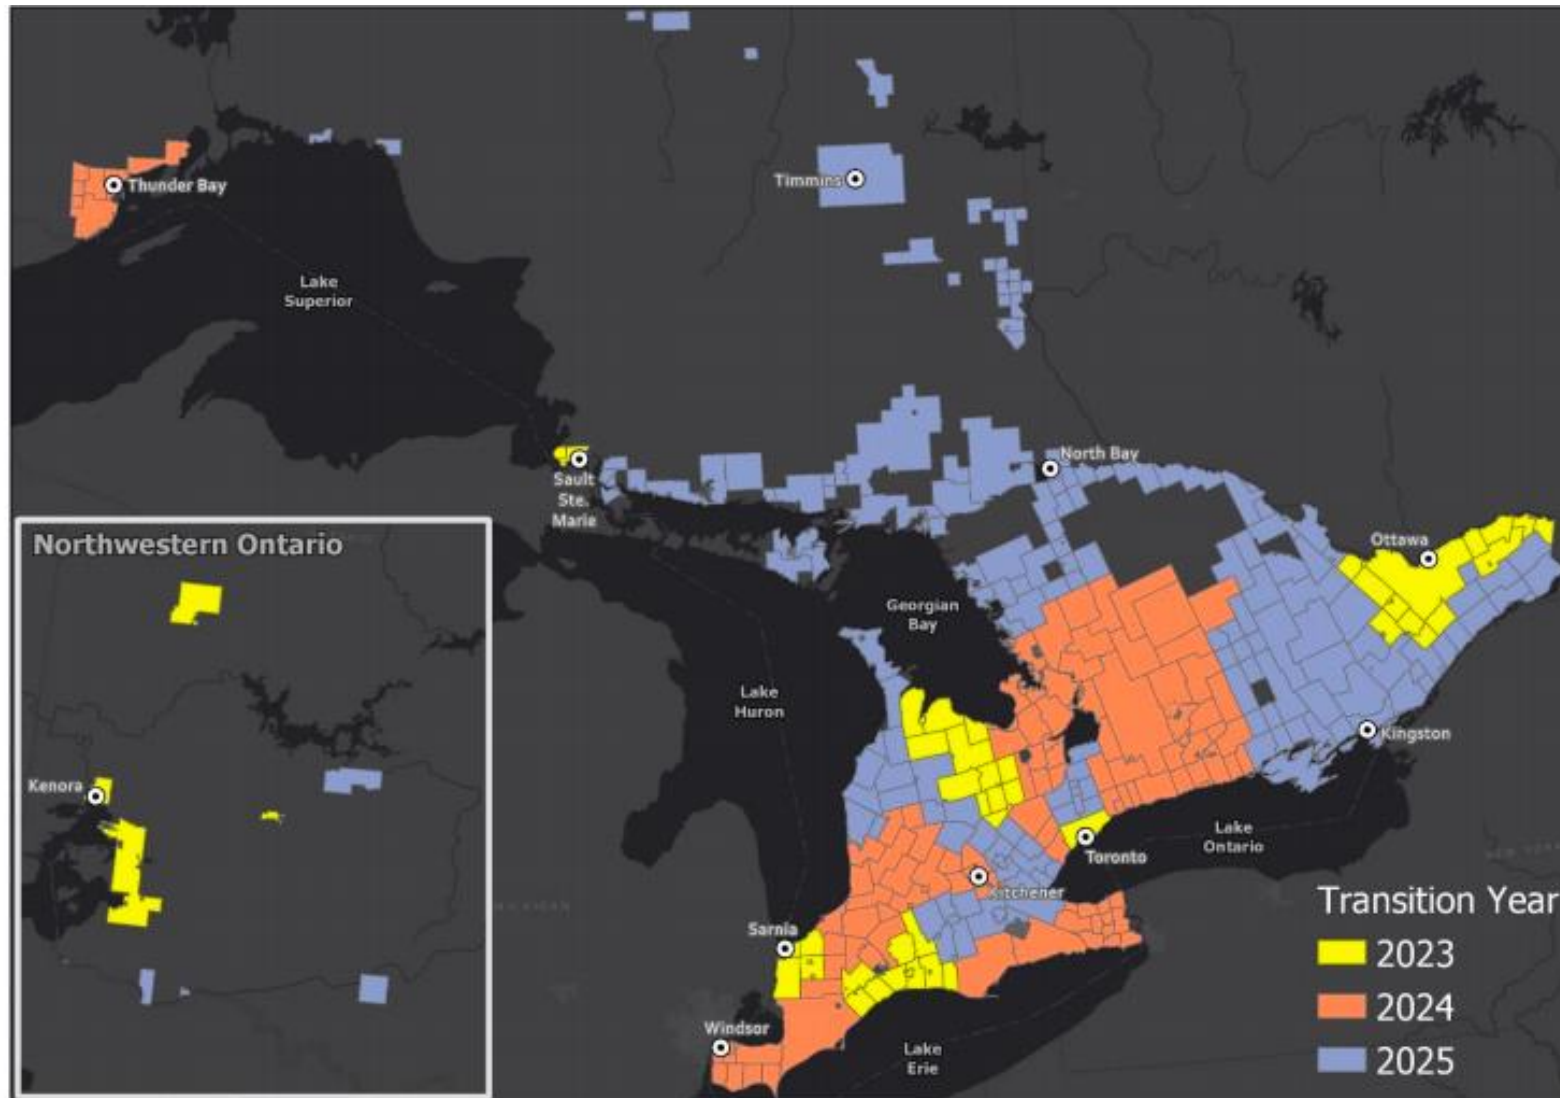 Thunder Bay
Timmins
Lake
Superior
North Bay
Sault
Ste.
Marie
Northwestern Ontario
Ottawa
Georgian
Bay
Lake
Huron
Kingston
Kenora
Lake
Ontario
Toronto
Kitchener
Transition Year
Sarnia
2023
2024
Windsor
Lake
Erie
2025